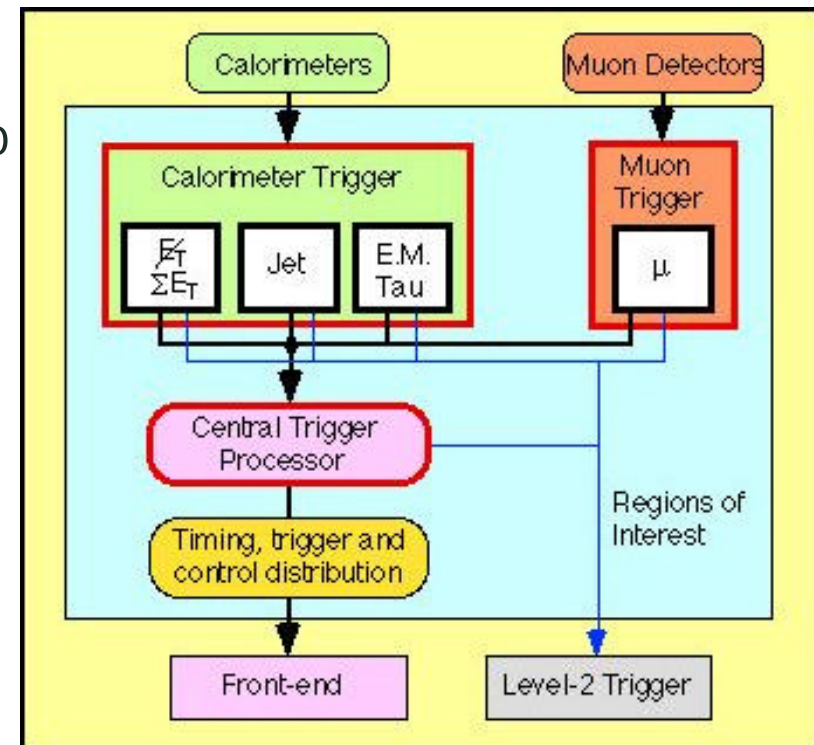 Calorimeters
Muon Detectors
Calorimeter Trigger
Muon
Trigger
E̸T
ΣET
Jet
E.M.
Tau
μ
Central Trigger
Processor
Regions of
Interest
Timing, trigger and
control distribution
Front-end
Level-2 Trigger